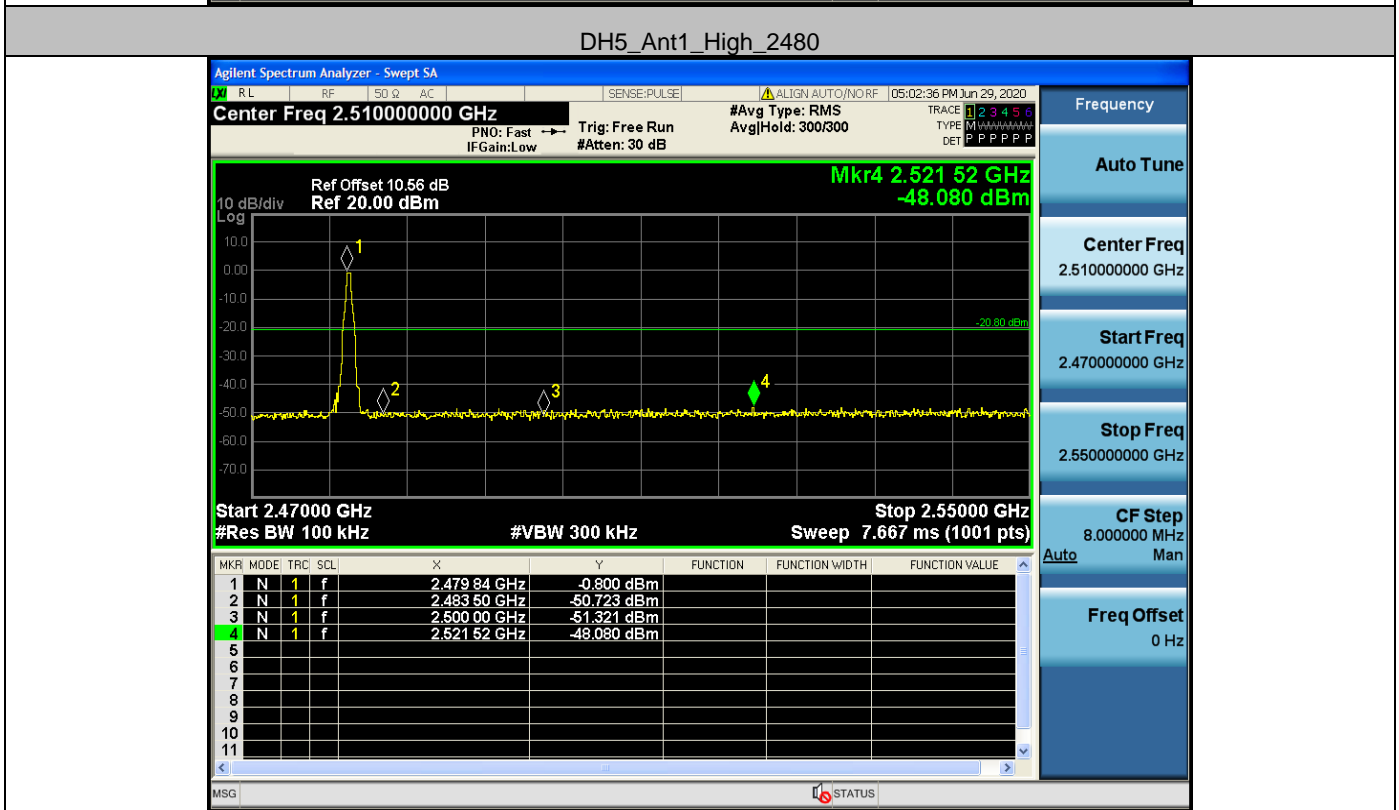 DH5_Ant1_High_2480
Agilent Spectrum Analyzer - Swept SA
LXI RL RF 50 Ω AC SENSE:PULSE ALIGN AUTO/NO RF 05:02:36 PM Jun 29, 2020
Center Freq 2.510000000 GHz
PNO: Fast
IFGain:Low
Trig: Free Run
#Atten: 30 dB
#Avg Type: RMS
Avg|Hold: 300/300
TRACE 1 2 3 4 5 6
TYPE M
DET P P P P P P
Mkr4 2.521 52 GHz
-48.080 dBm
Ref Offset 10.56 dB
10 dB/div Ref 20.00 dBm
Log
10.0
0.00
-10.0
-20.0
-30.0
-40.0
-50.0
-60.0
-70.0
1
2
3
4
-20.80 dBm
Start 2.47000 GHz Stop 2.55000 GHz
#Res BW 100 kHz #VBW 300 kHz Sweep 7.667 ms (1001 pts)
MKR MODE TRC SCL X Y FUNCTION FUNCTION WIDTH FUNCTION VALUE
1 N 1 f 2.479 84 GHz -0.800 dBm
2 N 1 f 2.483 50 GHz -50.723 dBm
3 N 1 f 2.500 00 GHz -51.321 dBm
4 N 1 f 2.521 52 GHz -48.080 dBm
5
6
7
8
9
10
11
MSG STATUS
Frequency
Auto Tune
Center Freq
2.510000000 GHz
Start Freq
2.470000000 GHz
Stop Freq
2.550000000 GHz
CF Step
8.000000 MHz
Auto Man
Freq Offset
0 Hz